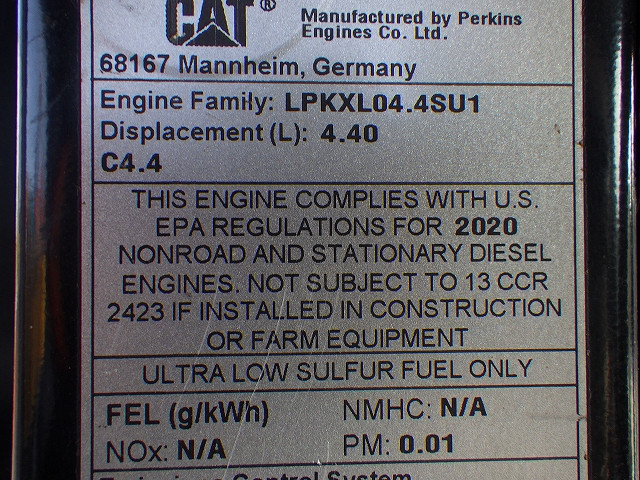 CAT®
Manufactured by Perkins
Engines Co. Ltd.
68167 Mannheim, Germany
Engine Family: LPKXL04.4SU1
Displacement (L): 4.40
C4.4
THIS ENGINE COMPLIES WITH U.S.
EPA REGULATIONS FOR 2020
NONROAD AND STATIONARY DIESEL
ENGINES. NOT SUBJECT TO 13 CCR
2423 IF INSTALLED IN CONSTRUCTION
OR FARM EQUIPMENT
ULTRA LOW SULFUR FUEL ONLY
FEL (g/kWh) NMHC: N/A
NOx: N/A PM: 0.01
Emissions Control System